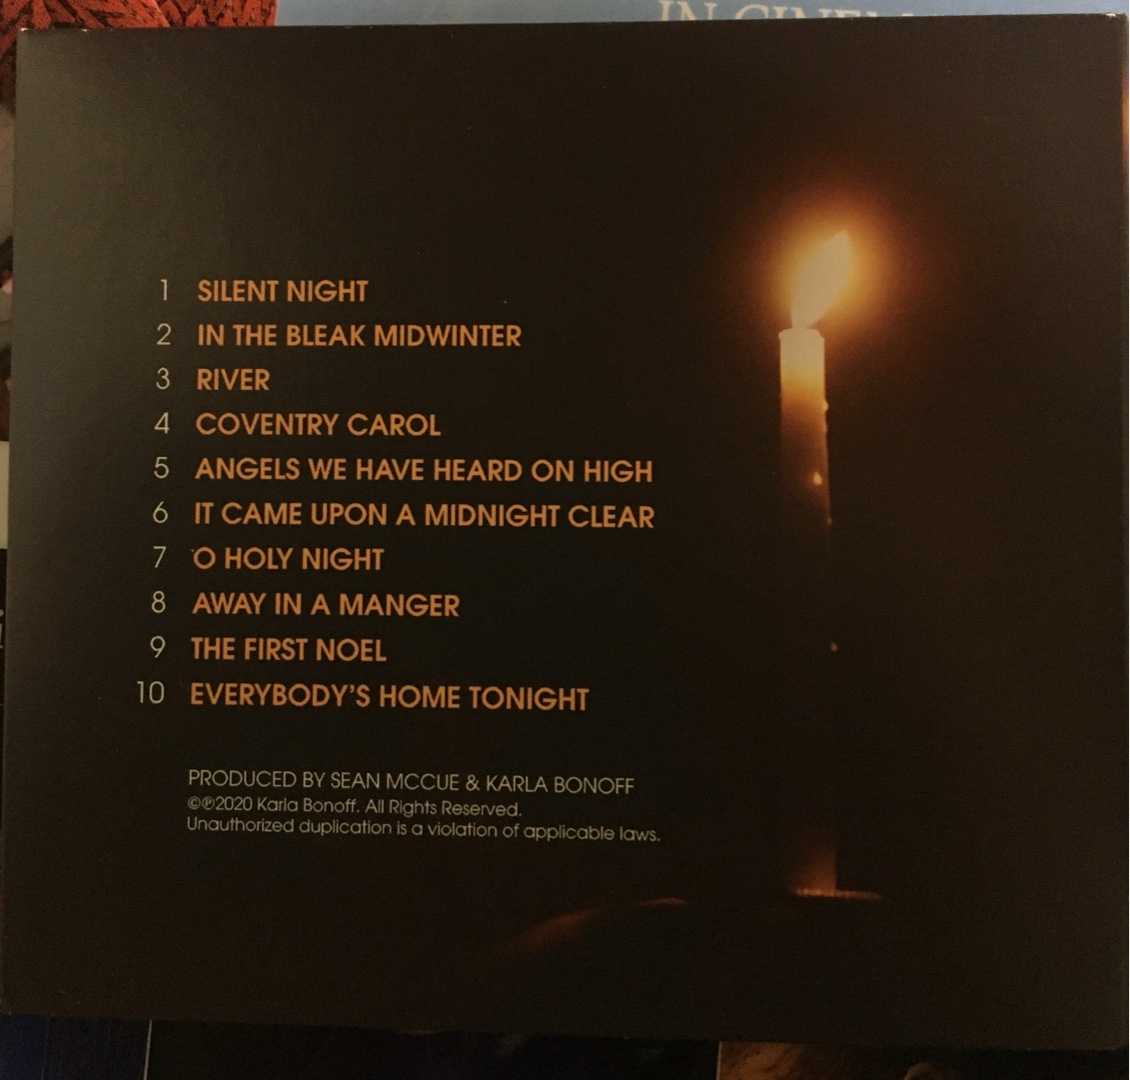 IN CINEMA
1 SILENT NIGHT
2 IN THE BLEAK MIDWINTER
3 RIVER
4 COVENTRY CAROL
5 ANGELS WE HAVE HEARD ON HIGH
6 IT CAME UPON A MIDNIGHT CLEAR
7 O HOLY NIGHT
8 AWAY IN A MANGER
9 THE FIRST NOEL
10 EVERYBODY'S HOME TONIGHT
PRODUCED BY SEAN MCCUE & KARLA BONOFF
©℗2020 Karla Bonoff. All Rights Reserved.
Unauthorized duplication is a violation of applicable laws.